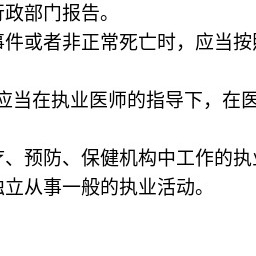 行政部门报告。
事件或者非正常死亡时，应当按照
应当在执业医师的指导下，在医
疗、预防、保健机构中工作的执业
独立从事一般的执业活动。